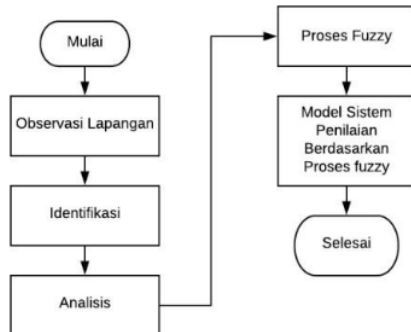 Mulai
Observasi Lapangan
Identifikasi
Analisis
Proses Fuzzy
Model Sistem
Penilaian
Berdasarkan
Proses fuzzy
Selesai